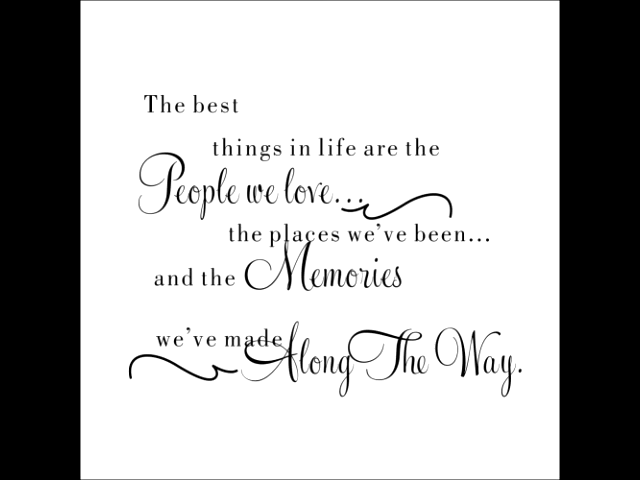 The best
things in life are the
People we love...
the places we've been...
and the Memories
we've made
Along The Way.